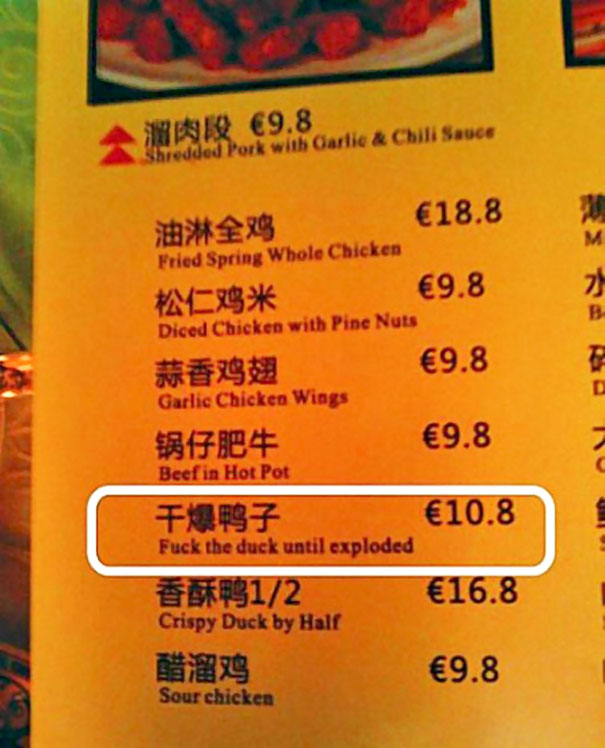 溜肉段 €9.8
Shredded Pork with Garlic & Chili Sauce
油淋全鸡 €18.8
Fried Spring Whole Chicken
松仁鸡米 €9.8
Diced Chicken with Pine Nuts
蒜香鸡翅 €9.8
Garlic Chicken Wings
锅仔肥牛 €9.8
Beef in Hot Pot
干爆鸭子 €10.8
Fuck the duck until exploded
香酥鸭1/2 €16.8
Crispy Duck by Half
醋溜鸡 €9.8
Sour chicken
薄
M
水
B